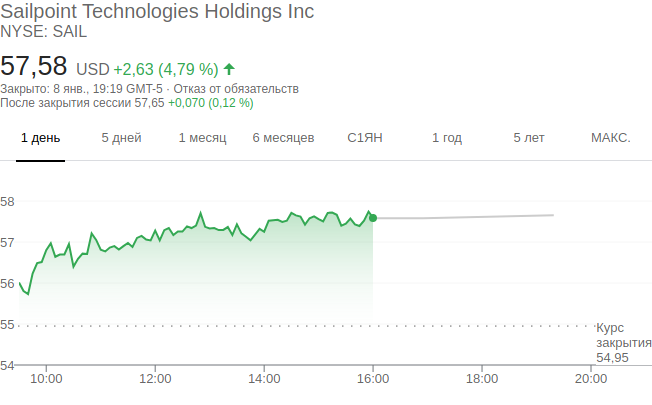 Sailpoint Technologies Holdings Inc
NYSE: SAIL
57,58 USD +2,63 (4,79 %)
Закрыто: 8 янв., 19:19 GMT-5 · Отказ от обязательств
После закрытия сессии 57,65 +0,070 (0,12 %)
1 день 5 дней 1 месяц 6 месяцев С1ЯН 1 год 5 лет МАКС.
58
57
56
55
Курс
закрытия
54,95
54
10:00 12:00 14:00 16:00 18:00 20:00